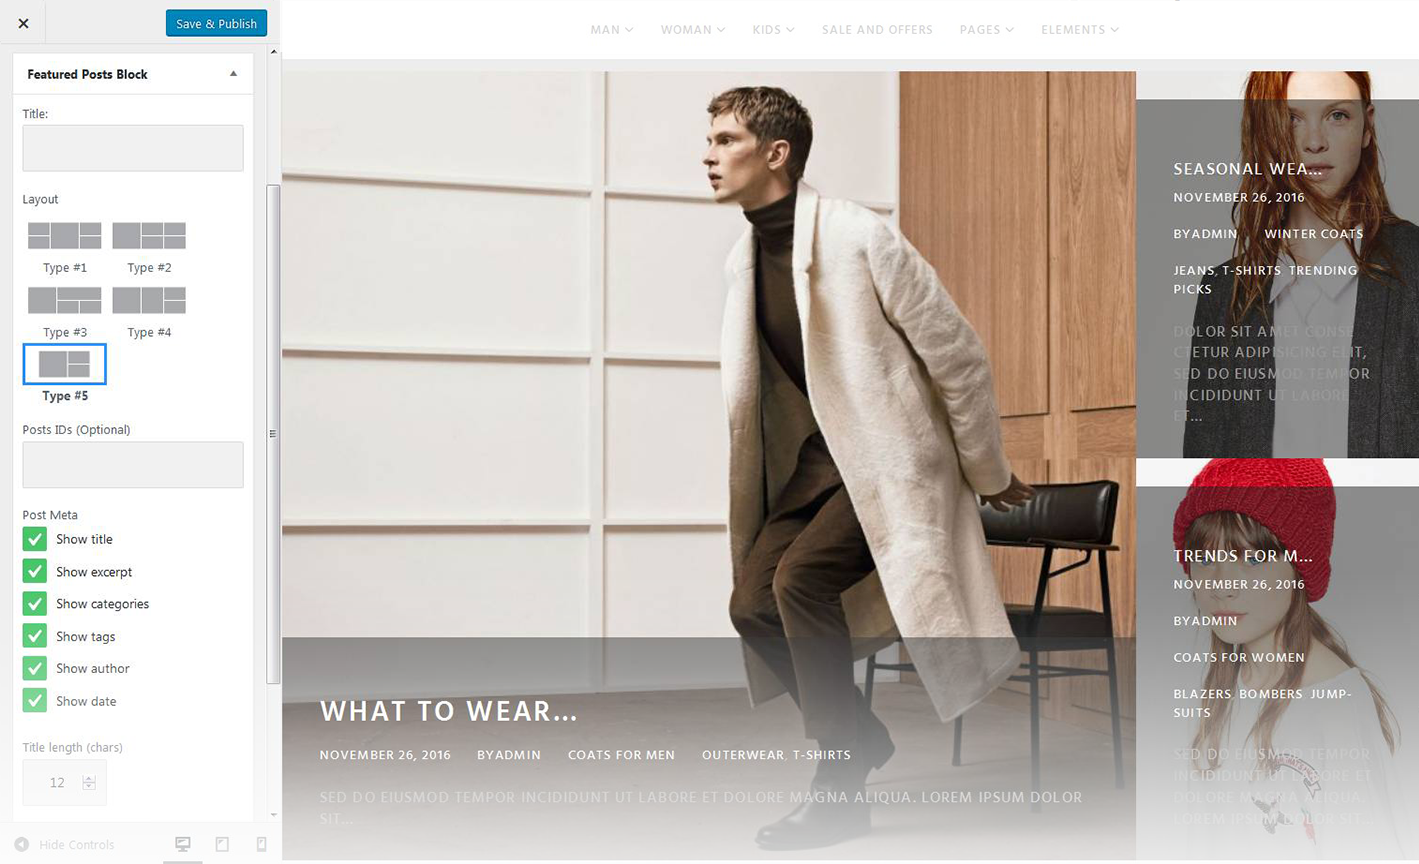 Save & Publish
Featured Posts Block
Title:
Layout
Type #1
Type #2
Type #3
Type #4
Type #5
Posts IDs (Optional)
Post Meta
Show title
Show excerpt
Show categories
Show tags
Show author
Show date
Title length (chars)
12
Hide Controls
MAN
WOMAN
KIDS
SALE AND OFFERS
PAGES
ELEMENTS
WHAT TO WEAR...
NOVEMBER 26, 2016 BYADMIN COATS FOR MEN OUTERWEAR, T-SHIRTS
SED DO EIUSMOD TEMPOR INCIDIDUNT UT LABORE ET DOLORE MAGNA ALIQUA. LOREM IPSUM DOLOR
SIT...
SEASONAL WEA...
NOVEMBER 26, 2016
BYADMIN WINTER COATS
JEANS, T-SHIRTS TRENDING
PICKS
DOLOR SIT AMET CONSE
CTETUR ADIPISICING ELIT,
SED DO EIUSMOD TEMPOR
INCIDIDUNT UT LABORE
ET...
TRENDS FOR M...
NOVEMBER 26, 2016
BYADMIN
COATS FOR WOMEN
BLAZERS BOMBERS JUMP-
SUITS
SED DO EIUSMOD TEMPOR
INCIDIDUNT UT LABORE ET
DOLORE MAGNA ALIQUA.
LOREM IPSUM DOLOR SIT...